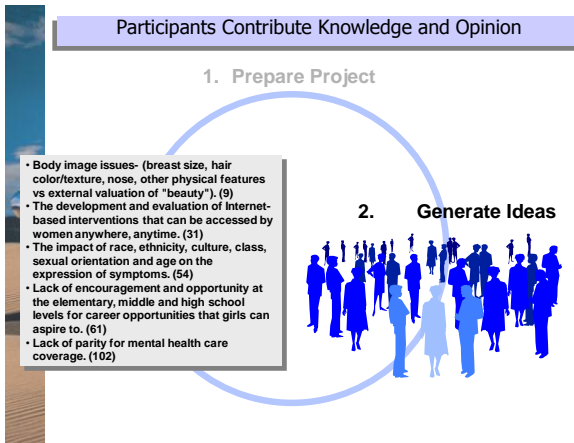 Participants Contribute Knowledge and Opinion
1. Prepare Project
• Body image issues- (breast size, hair
color/texture, nose, other physical features
vs external valuation of "beauty"). (9)
• The development and evaluation of Internet-
based interventions that can be accessed by
women anywhere, anytime. (31)
• The impact of race, ethnicity, culture, class,
sexual orientation and age on the
expression of symptoms. (54)
• Lack of encouragement and opportunity at
the elementary, middle and high school
levels for career opportunities that girls can
aspire to. (61)
• Lack of parity for mental health care
coverage. (102)
2. Generate Ideas